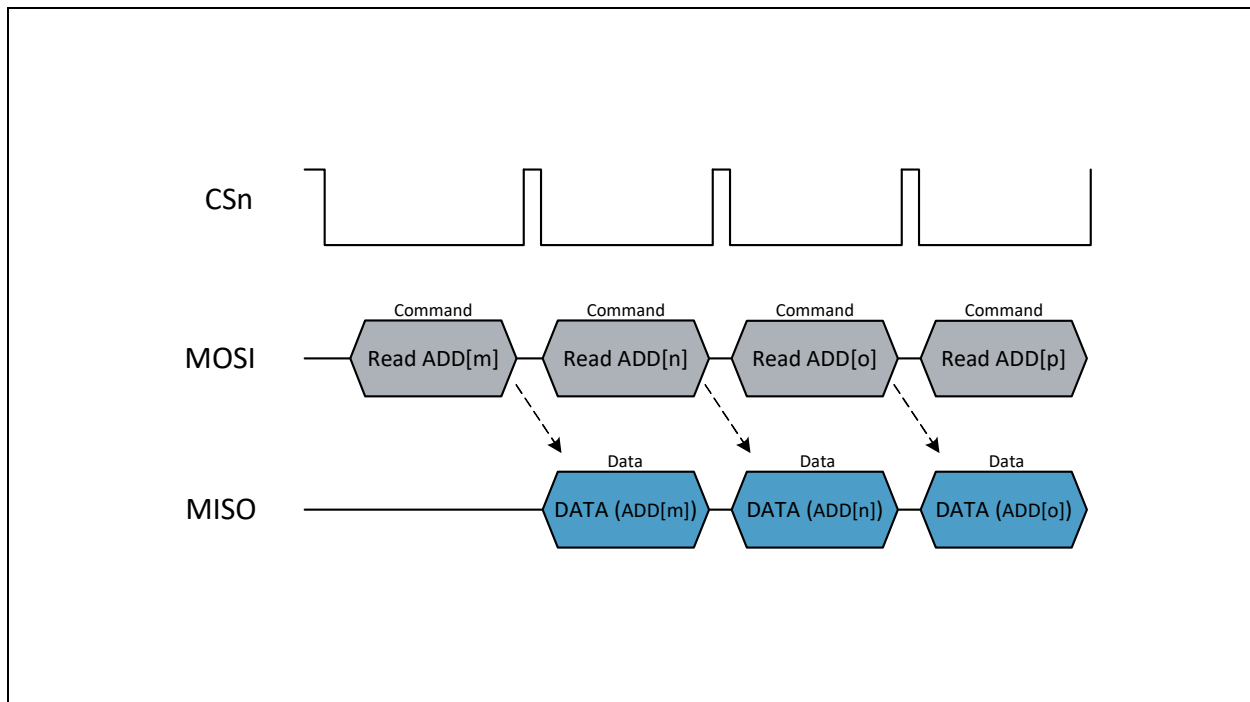 CSn
Command Command Command Command
MOSI Read ADD[m] Read ADD[n] Read ADD[o] Read ADD[p]
Data Data Data
MISO DATA (ADD[m]) DATA (ADD[n]) DATA (ADD[o])